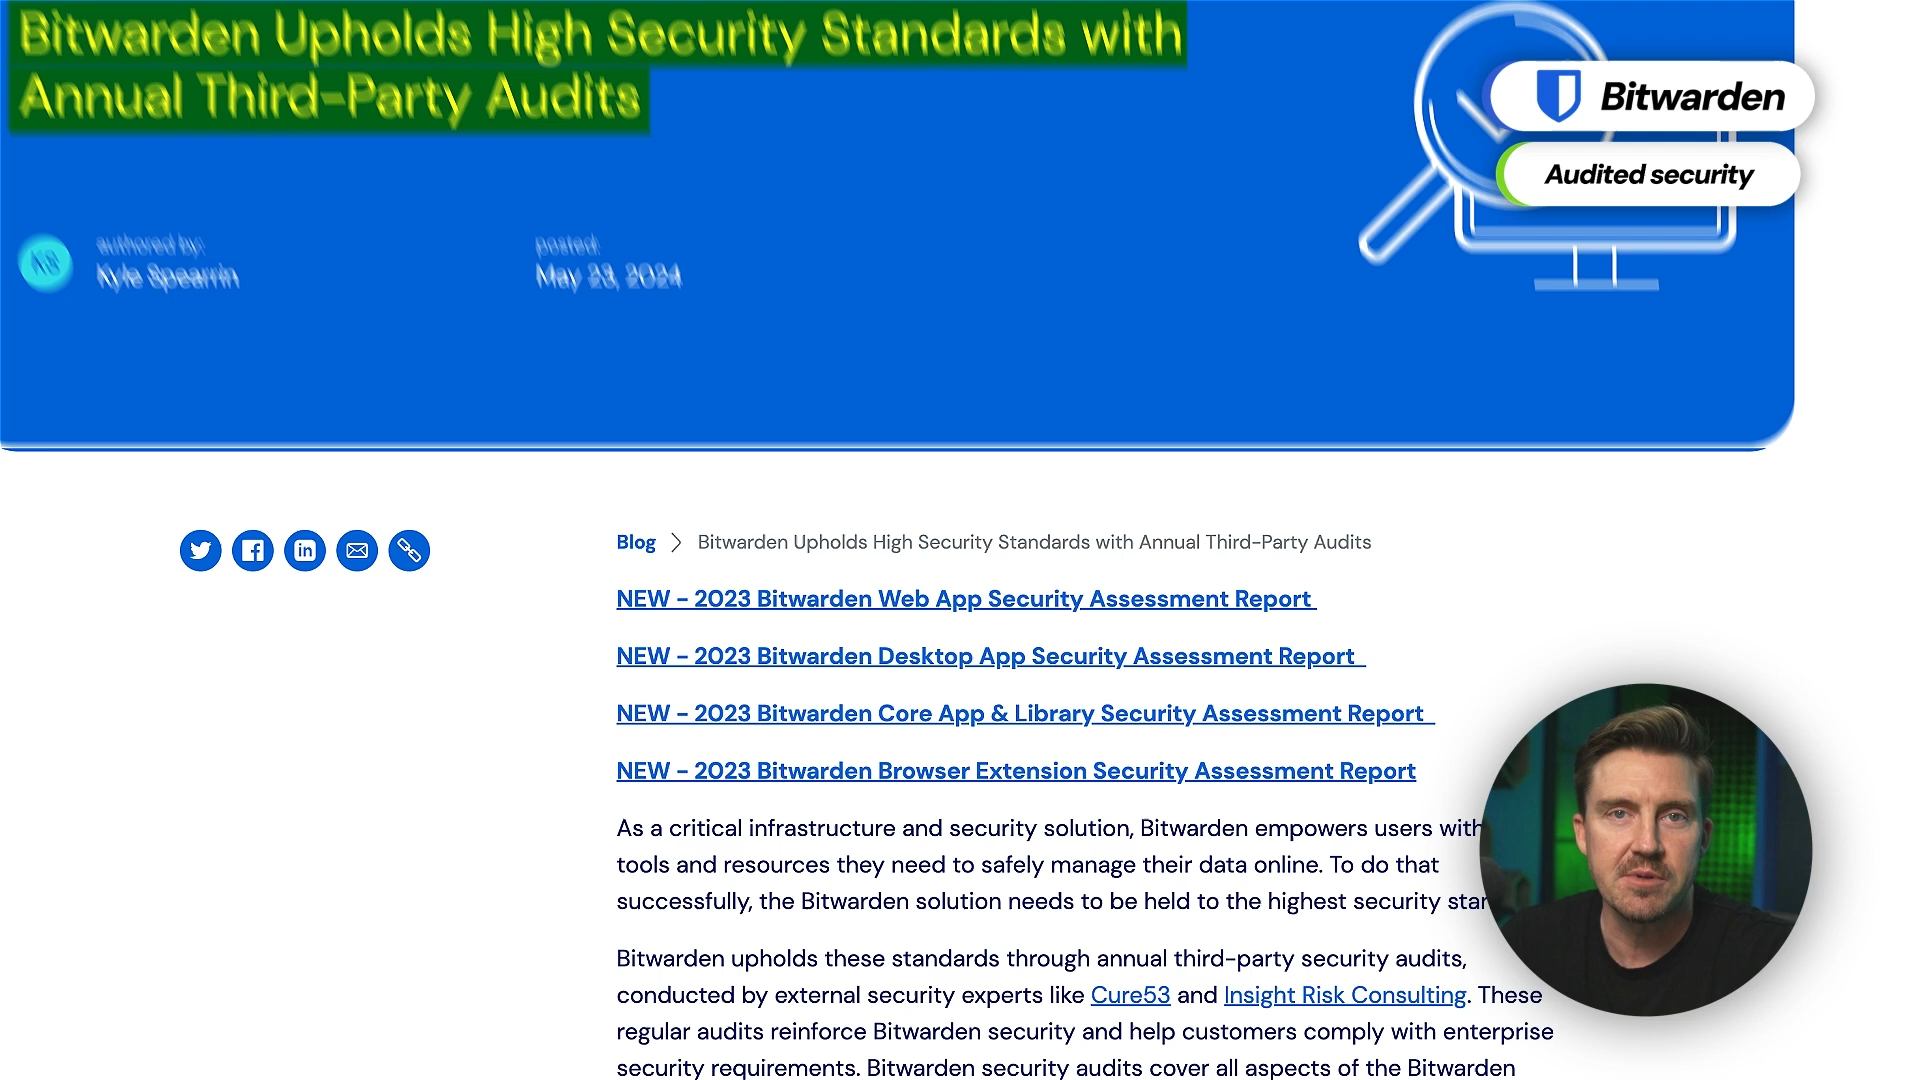 Bitwarden Upholds High Security Standards with
Annual Third-Party Audits
Bitwarden
Audited security
authored by:
Kyle Spearrin
posted:
May 23, 2024
KS
Blog > Bitwarden Upholds High Security Standards with Annual Third-Party Audits
NEW – 2023 Bitwarden Web App Security Assessment Report
NEW – 2023 Bitwarden Desktop App Security Assessment Report
NEW – 2023 Bitwarden Core App & Library Security Assessment Report
NEW – 2023 Bitwarden Browser Extension Security Assessment Report
As a critical infrastructure and security solution, Bitwarden empowers users with
tools and resources they need to safely manage their data online. To do that
successfully, the Bitwarden solution needs to be held to the highest security
Bitwarden upholds these standards through annual third-party security audits,
conducted by external security experts like Cure53 and Insight Risk Consulting. These
regular audits reinforce Bitwarden security and help customers comply with enterprise
security requirements. Bitwarden security audits cover all aspects of the Bitwarden